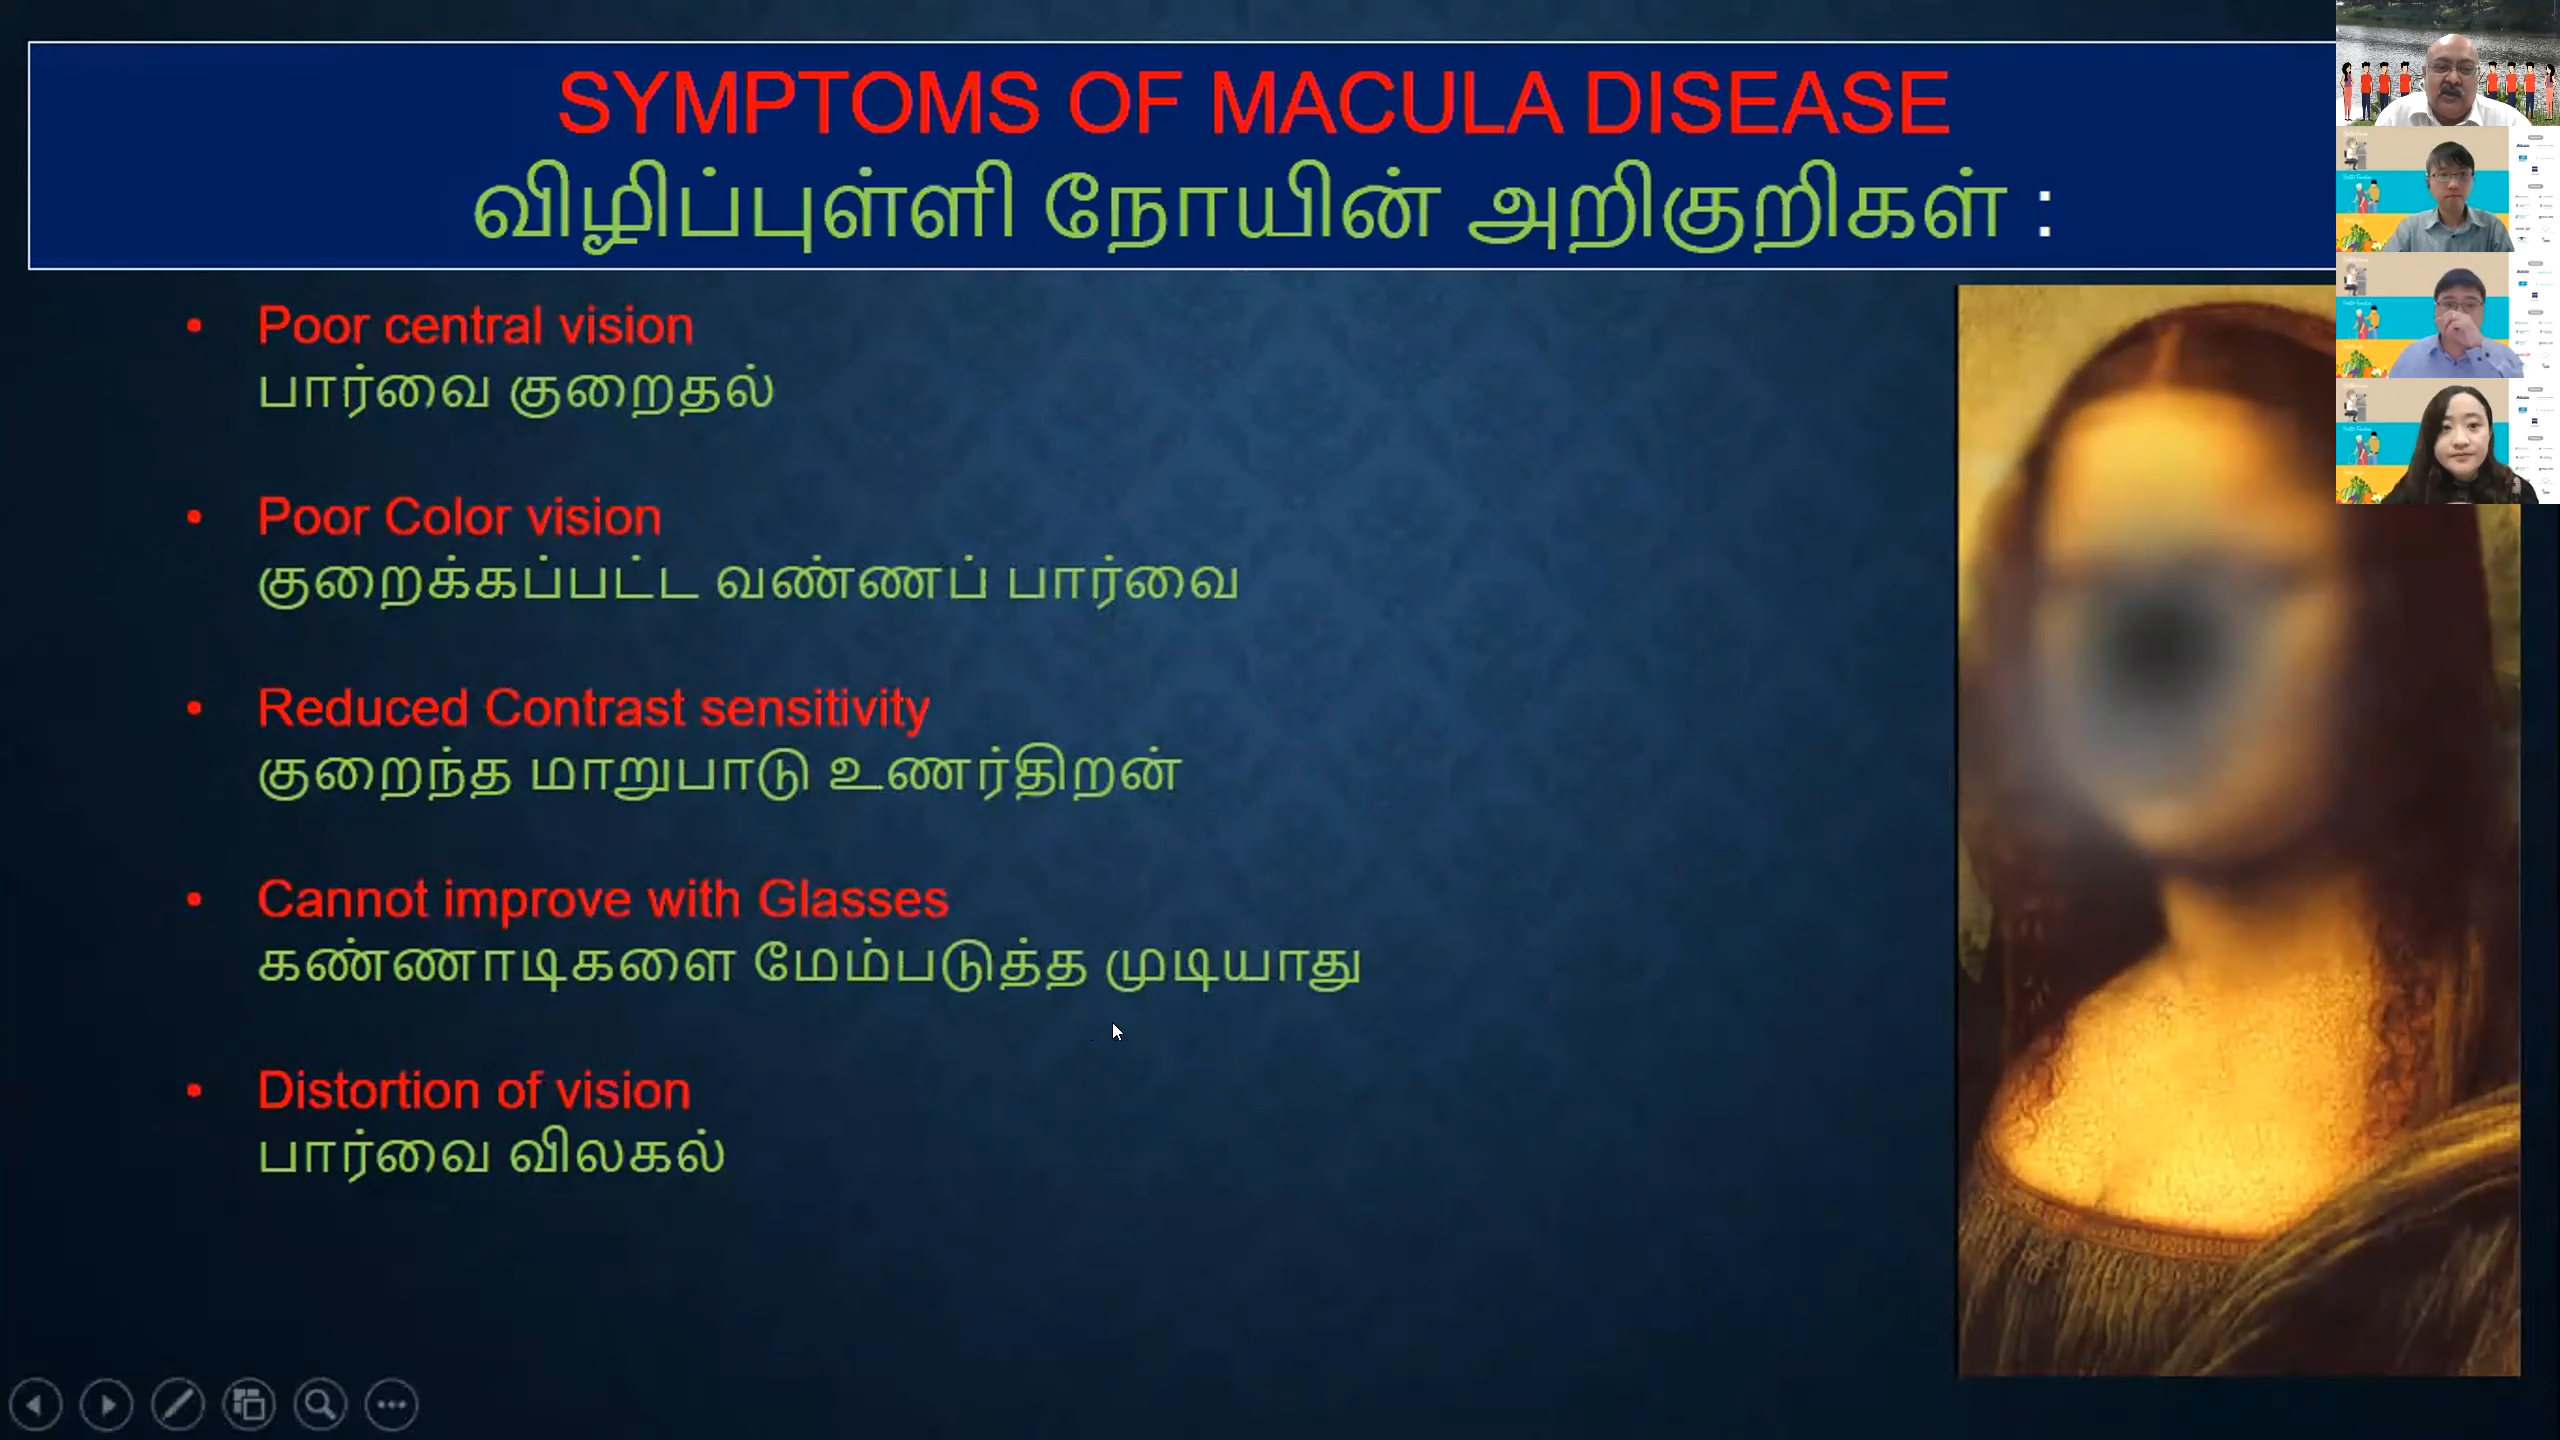 SYMPTOMS OF MACULA DISEASE
விழிப்புள்ளி நோயின் அறிகுறிகள் :
• Poor central vision
பார்வை குறைதல்
• Poor Color vision
குறைக்கப்பட்ட வண்ணப் பார்வை
• Reduced Contrast sensitivity
குறைந்த மாறுபாடு உணர்திறன்
• Cannot improve with Glasses
கண்ணாடிகளை மேம்படுத்த முடியாது
• Distortion of vision
பார்வை விலகல்